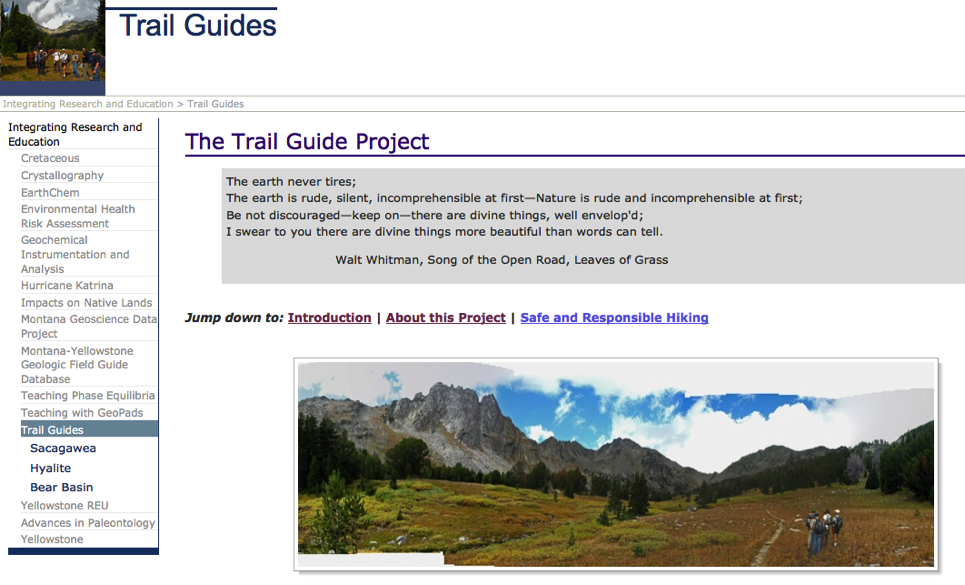 Trail Guides
Integrating Research and Education > Trail Guides
Integrating Research and
Education
Cretaceous
Crystallography
EarthChem
Environmental Health
Risk Assessment
Geochemical
Instrumentation and
Analysis
Hurricane Katrina
Impacts on Native Lands
Montana Geoscience Data
Project
Montana-Yellowstone
Geologic Field Guide
Database
Teaching Phase Equilibria
Teaching with GeoPads
Trail Guides
Sacagawea
Hyalite
Bear Basin
Yellowstone REU
Advances in Paleontology
Yellowstone
The Trail Guide Project
The earth never tires;
The earth is rude, silent, incomprehensible at first—Nature is rude and incomprehensible at first;
Be not discouraged—keep on—there are divine things, well envelop'd;
I swear to you there are divine things more beautiful than words can tell.
Walt Whitman, Song of the Open Road, Leaves of Grass
Jump down to: Introduction | About this Project | Safe and Responsible Hiking